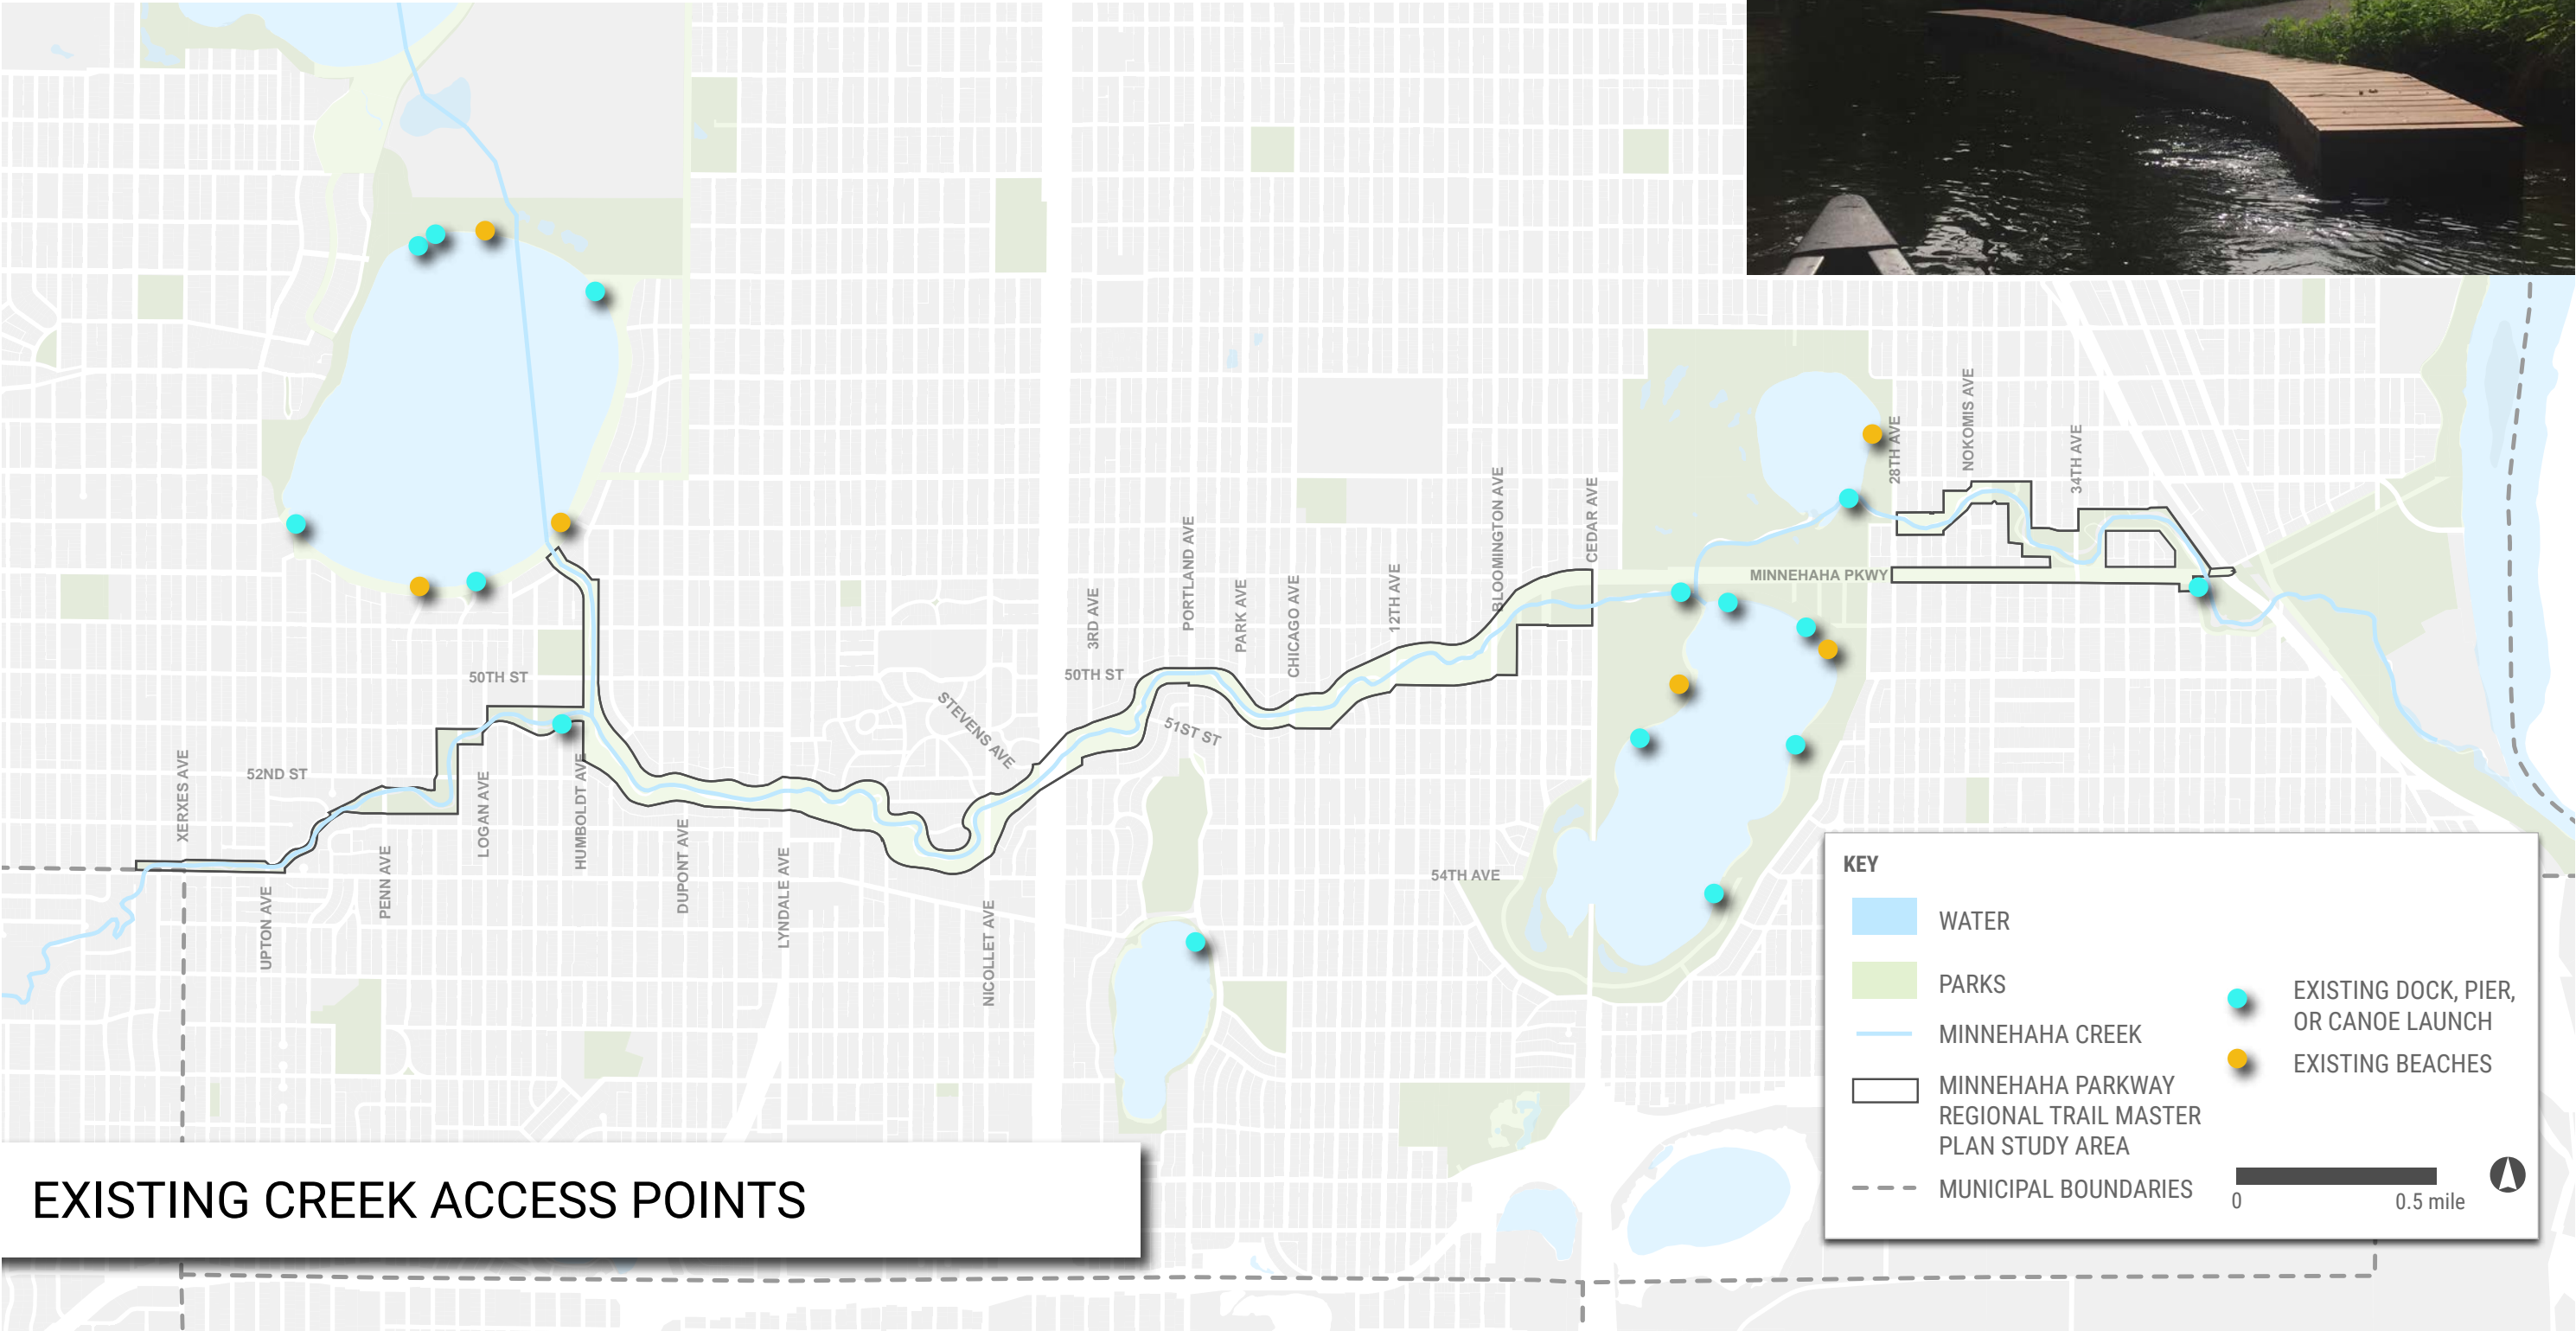 28TH AVE
NOKOMIS AVE
34TH AVE
BLOOMINGTON AVE
CEDAR AVE
PORTLAND AVE
PARK AVE
CHICAGO AVE
12TH AVE
3RD AVE
MINNEHAHA PKWY
50TH ST
50TH ST
STEVENS AVE
51ST ST
XERXES AVE
52ND ST
LOGAN AVE
HUMBOLDT AVE
PENN AVE
DUPONT AVE
LYNDALE AVE
UPTON AVE
NICOLLET AVE
54TH AVE
KEY
WATER
PARKS
MINNEHAHA CREEK
MINNEHAHA PARKWAY
REGIONAL TRAIL MASTER
PLAN STUDY AREA
MUNICIPAL BOUNDARIES
EXISTING DOCK, PIER,
OR CANOE LAUNCH
EXISTING BEACHES
0 0.5 mile
EXISTING CREEK ACCESS POINTS